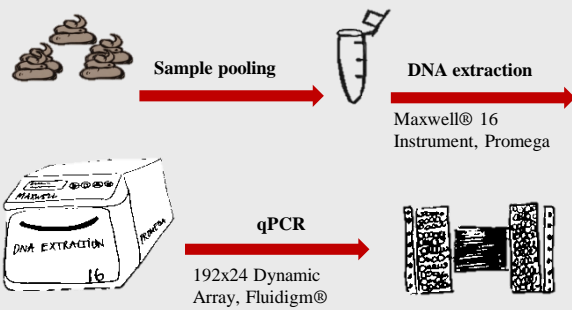 Sample pooling
DNA extraction
Maxwell® 16
Instrument, Promega
MAXWELL
DNA EXTRACTION
PROMEGA
16
qPCR
192x24 Dynamic
Array, Fluidigm®